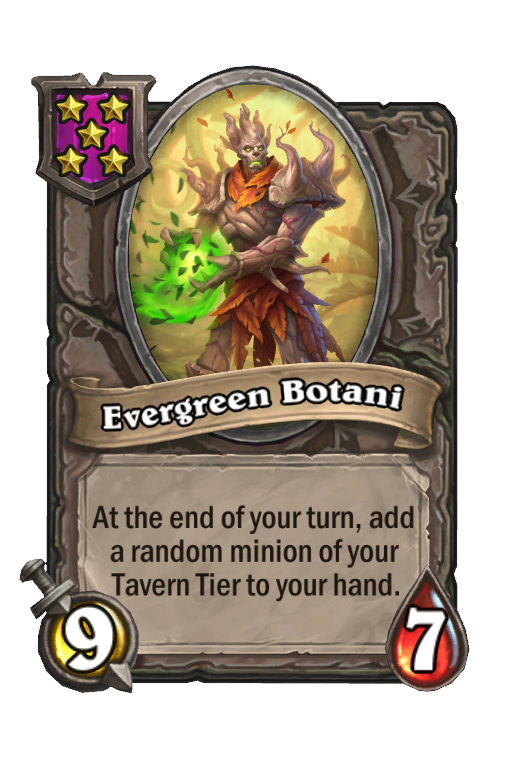 Evergreen Botani
At the end of your turn, add
a random minion of your
Tavern Tier to your hand.
9
7